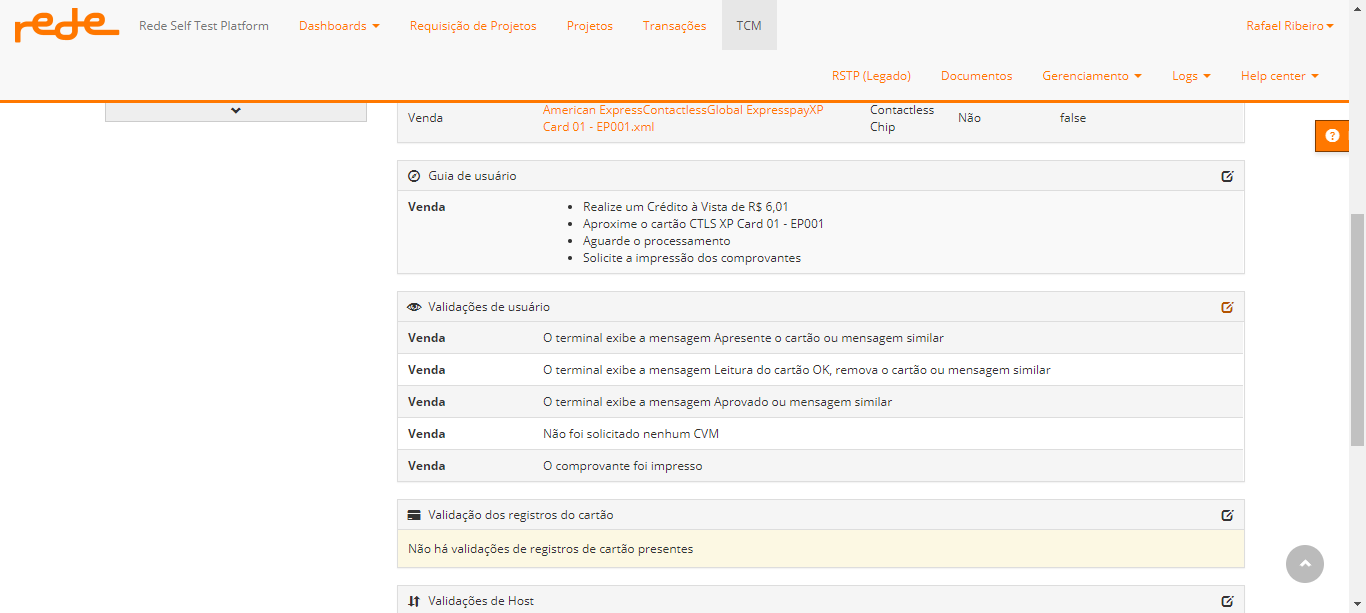 rede
Rede Self Test Platform
Dashboards
Requisição de Projetos
Projetos
Transações
TCM
Rafael Ribeiro
RSTP (Legado)
Documentos
Gerenciamento
Logs
Help center
Venda
American ExpressContactlessGlobal ExpresspayXP
Card 01 - EP001.xml
Contactless
Chip
Não
false
Guia de usuário
Venda
Realize um Crédito à Vista de R$ 6,01
Aproxime o cartão CTLS XP Card 01 - EP001
Aguarde o processamento
Solicite a impressão dos comprovantes
Validações de usuário
Venda
O terminal exibe a mensagem Apresente o cartão ou mensagem similar
Venda
O terminal exibe a mensagem Leitura do cartão OK, remova o cartão ou mensagem similar
Venda
O terminal exibe a mensagem Aprovado ou mensagem similar
Venda
Não foi solicitado nenhum CVM
Venda
O comprovante foi impresso
Validação dos registros do cartão
Não há validações de registros de cartão presentes
Validações de Host